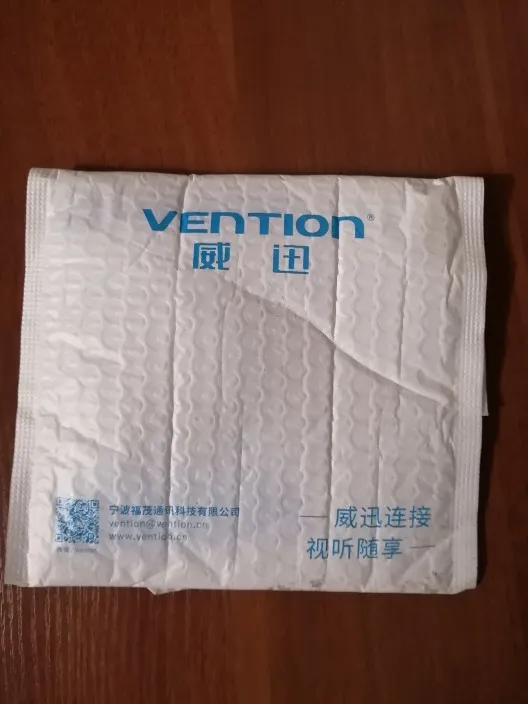 VENTION®
威迅
宁波福茂通讯科技有限公司
vention@vention.cn
www.vention.cn
威迅连接
视听随享